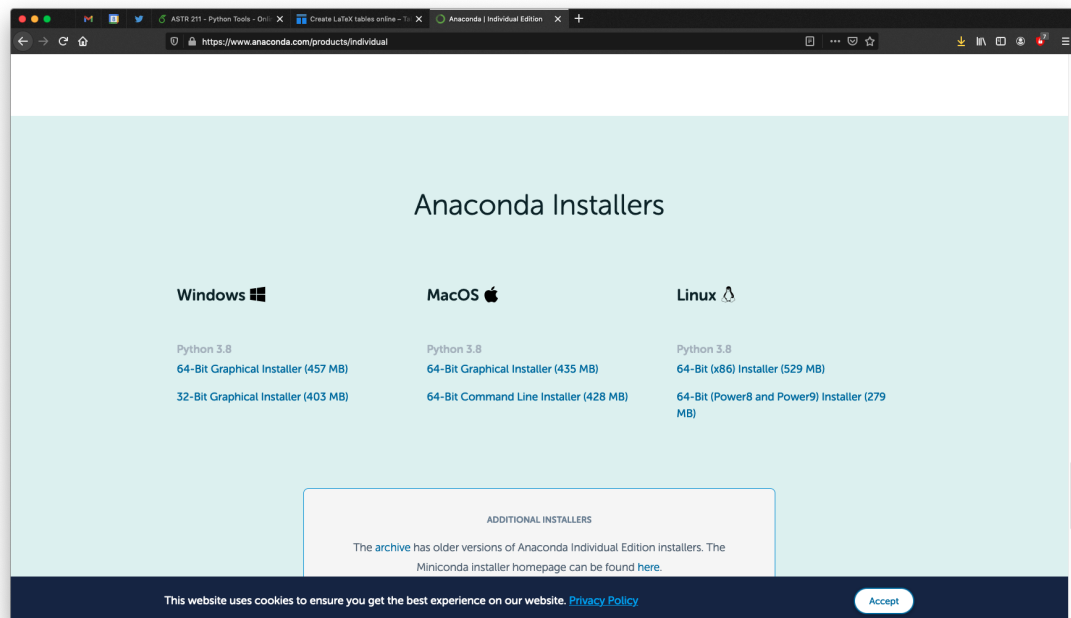 ASTR 211 - Python Tools - Onli
Create LaTeX tables online – Ta
Anaconda | Individual Edition
https://www.anaconda.com/products/individual
7
Anaconda Installers
Windows
MacOS
Linux
Python 3.8
Python 3.8
Python 3.8
64-Bit Graphical Installer (457 MB)
64-Bit Graphical Installer (435 MB)
64-Bit (x86) Installer (529 MB)
32-Bit Graphical Installer (403 MB)
64-Bit Command Line Installer (428 MB)
64-Bit (Power8 and Power9) Installer (279
MB)
ADDITIONAL INSTALLERS
The archive has older versions of Anaconda Individual Edition installers. The
Miniconda installer homepage can be found here.
This website uses cookies to ensure you get the best experience on our website. Privacy Policy
Accept